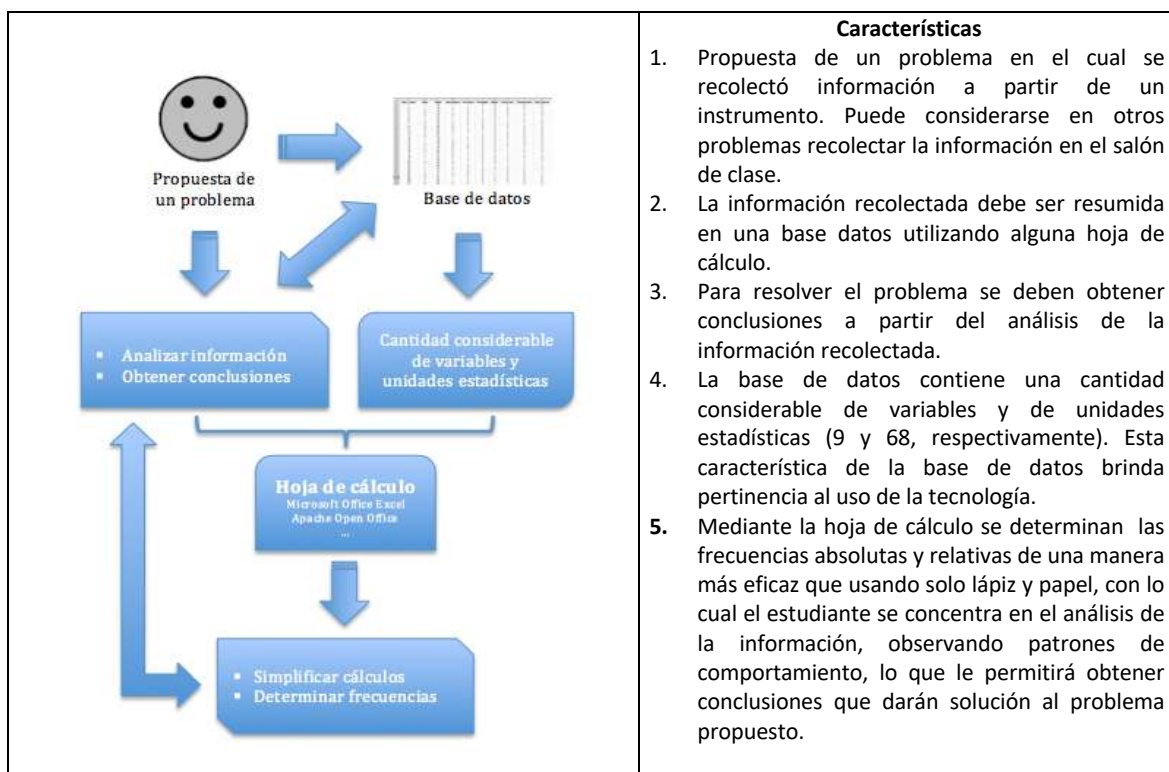 Propuesta de
un problema
Base de datos
▪ Analizar información
▪ Obtener conclusiones
Cantidad considerable
de variables y
unidades estadísticas
Hoja de cálculo
Microsoft Office Excel
Apache Open Office
...
▪ Simplificar cálculos
▪ Determinar frecuencias
Características
1. Propuesta de un problema en el cual se
recolectó información a partir de un
instrumento. Puede considerarse en otros
problemas recolectar la información en el salón
de clase.
2. La información recolectada debe ser resumida
en una base datos utilizando alguna hoja de
cálculo.
3. Para resolver el problema se deben obtener
conclusiones a partir del análisis de la
información recolectada.
4. La base de datos contiene una cantidad
considerable de variables y de unidades
estadísticas (9 y 68, respectivamente). Esta
característica de la base de datos brinda
pertinencia al uso de la tecnología.
5. Mediante la hoja de cálculo se determinan las
frecuencias absolutas y relativas de una manera
más eficaz que usando solo lápiz y papel, con lo
cual el estudiante se concentra en el análisis de
la información, observando patrones de
comportamiento, lo que le permitirá obtener
conclusiones que darán solución al problema
propuesto.